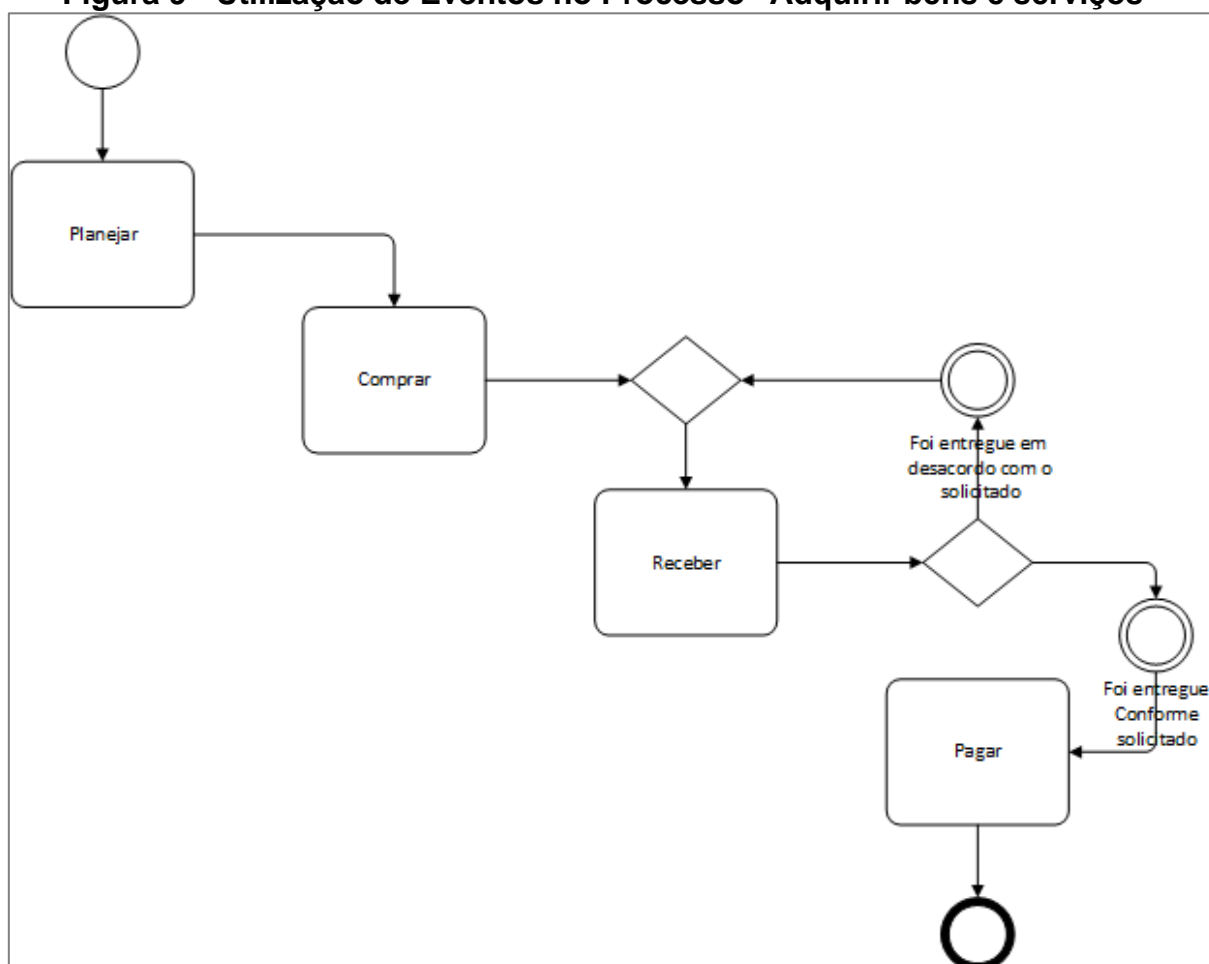 Planejar
Comprar
Foi entregue em
desacordo com o
solicitado
Receber
Foi entregue
Conforme
solicitado
Pagar